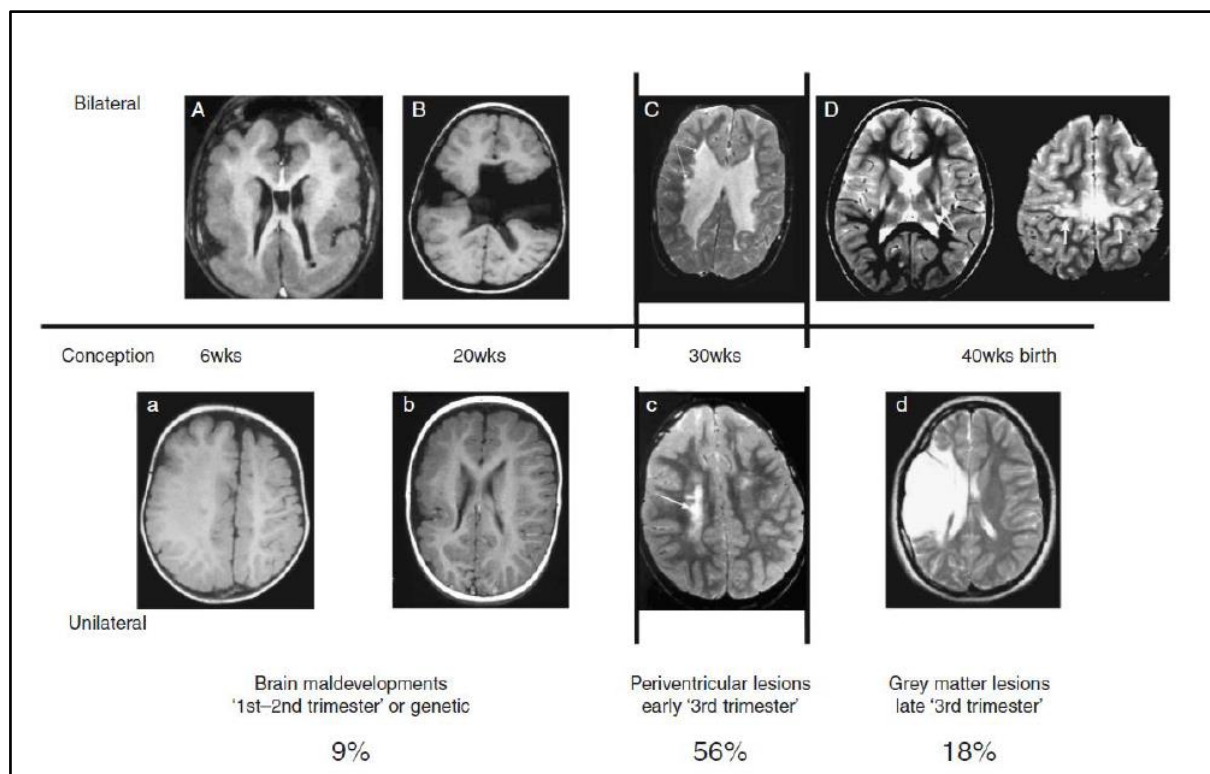 Bilateral
A
B
C
D
Conception 6wks 20wks 30wks 40wks birth
a
b
c
d
Unilateral
Brain maldevelopments
‘1st–2nd trimester’ or genetic
9%
Periventricular lesions
early ‘3rd trimester’
56%
Grey matter lesions
late ‘3rd trimester’
18%